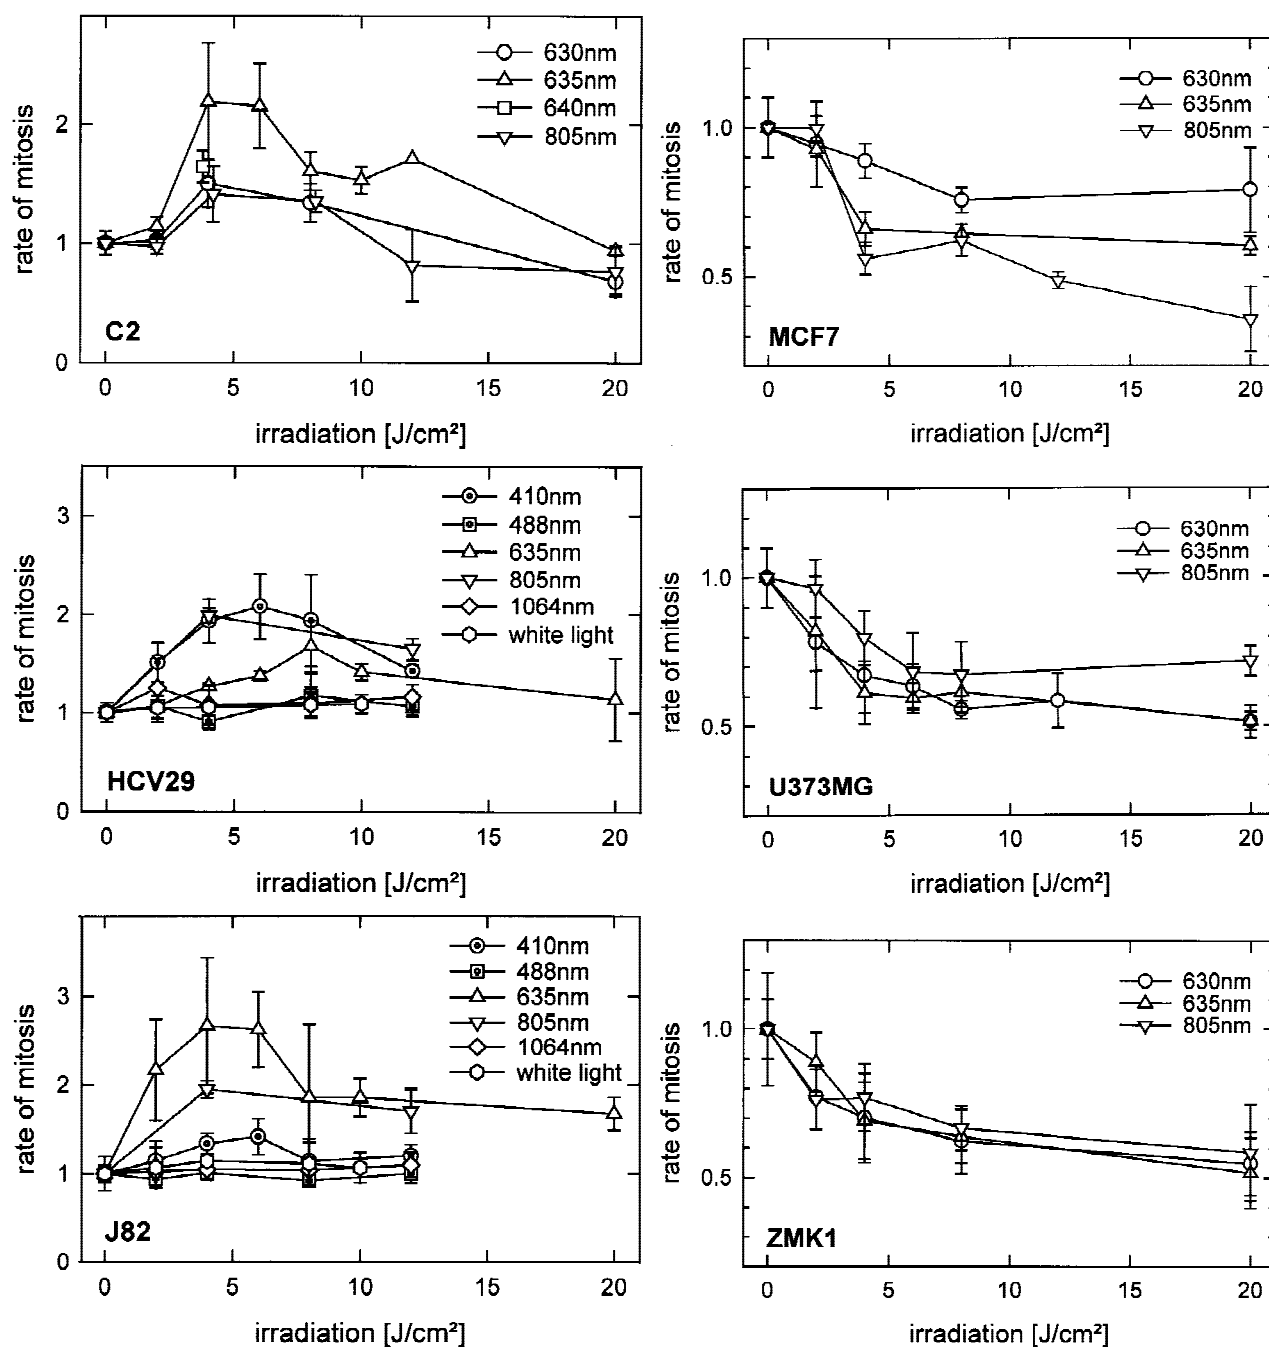 630nm
635nm
640nm
805nm
2
1
0
rate of mitosis
C2
0 5 10 15 20
irradiation [J/cm²]
630nm
635nm
805nm
1.0
0.5
rate of mitosis
MCF7
0 5 10 15 20
irradiation [J/cm²]
410nm
488nm
635nm
805nm
1064nm
white light
3
2
1
0
rate of mitosis
HCV29
0 5 10 15 20
irradiation [J/cm²]
630nm
635nm
805nm
1.0
0.5
rate of mitosis
U373MG
0 5 10 15 20
irradiation [J/cm²]
410nm
488nm
635nm
805nm
1064nm
white light
3
2
1
0
rate of mitosis
J82
0 5 10 15 20
irradiation [J/cm²]
630nm
635nm
805nm
1.0
0.5
rate of mitosis
ZMK1
0 5 10 15 20
irradiation [J/cm²]